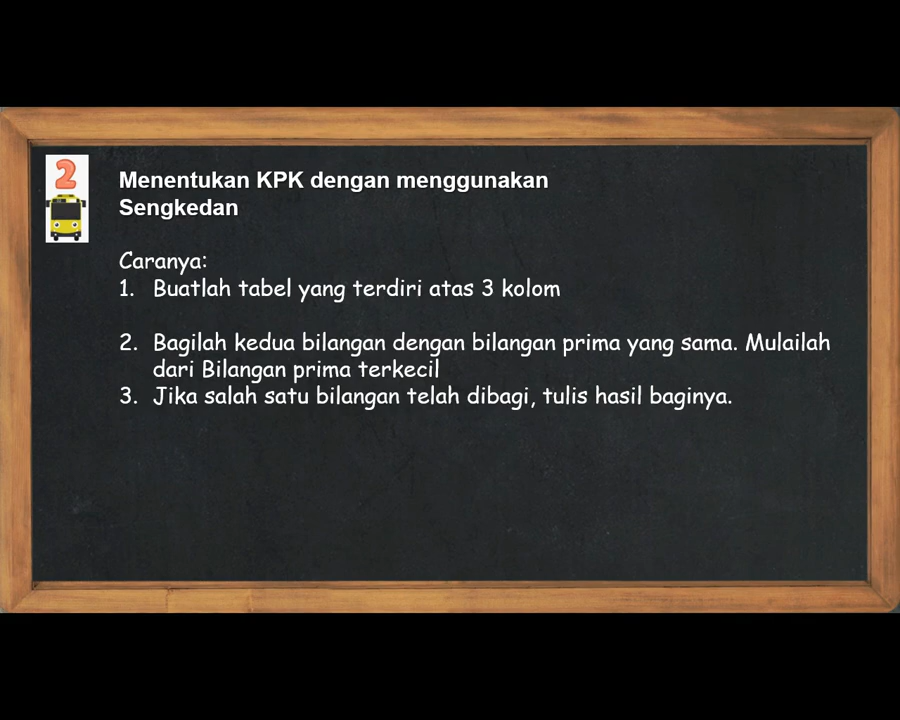 2
Menentukan KPK dengan menggunakan
Sengkedan
Caranya:
1. Buatlah tabel yang terdiri atas 3 kolom
2. Bagilah kedua bilangan dengan bilangan prima yang sama. Mulailah
dari Bilangan prima terkecil
3. Jika salah satu bilangan telah dibagi, tulis hasil baginya.